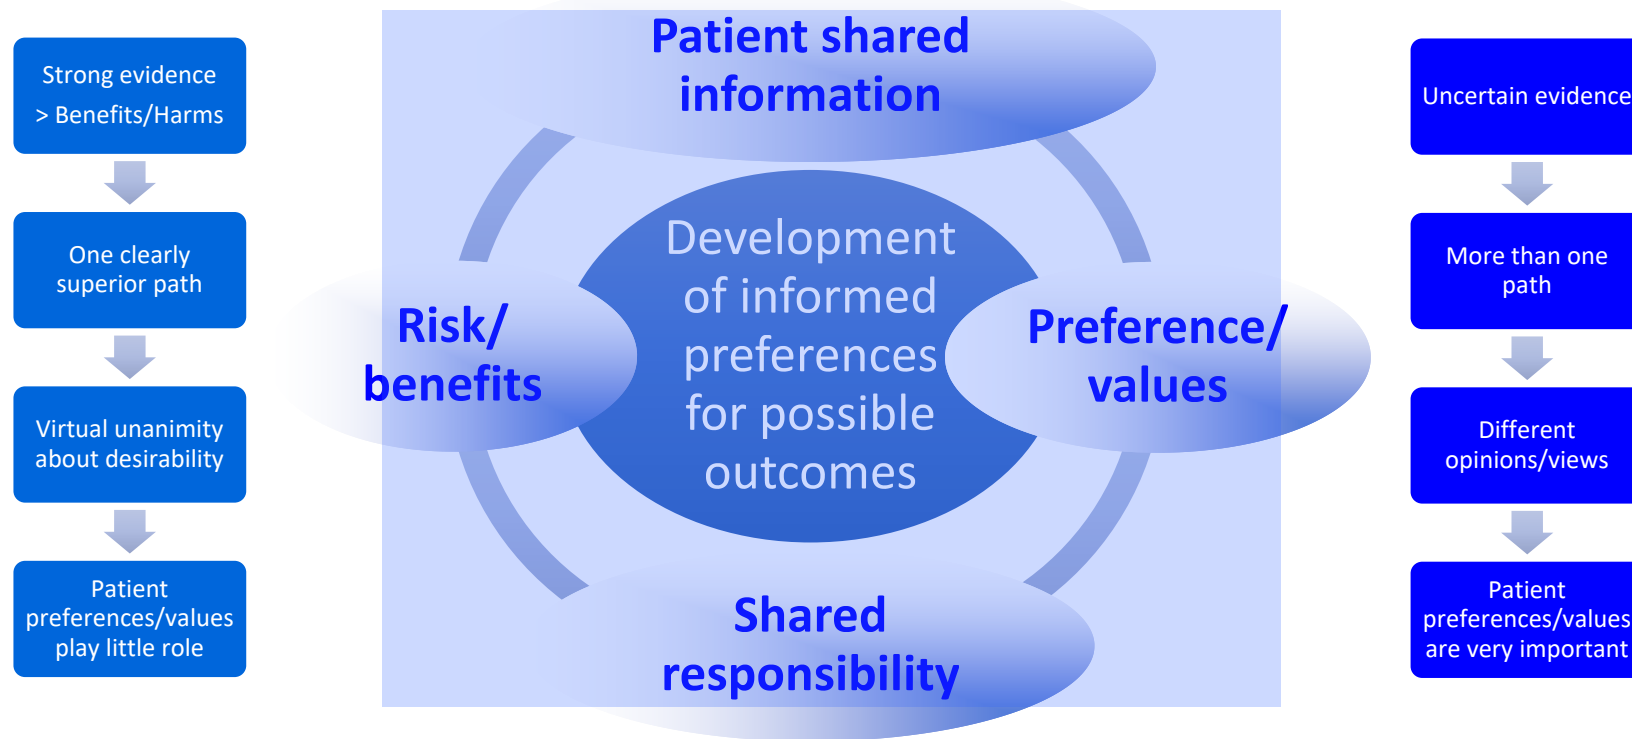 Strong evidence
> Benefits/Harms
One clearly
superior path
Virtual unanimity
about desirability
Patient
preferences/values
play little role
Patient shared
information
Risk/
benefits
Development
of informed
preferences
for possible
outcomes
Preference/
values
Shared
responsibility
Uncertain evidence
More than one
path
Different
opinions/views
Patient
preferences/values
are very important